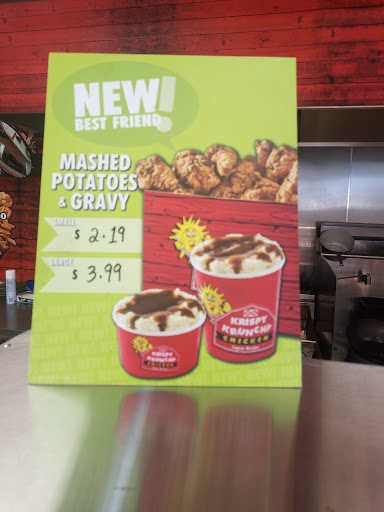 NEW!
BEST FRIEND
MASHED
POTATOES
& GRAVY
SMALL
$ 2.19
LARGE
$ 3.99
KRISPY
KRUNCHY
CHICKEN
KRISPY
KRUNCHY
CHICKEN